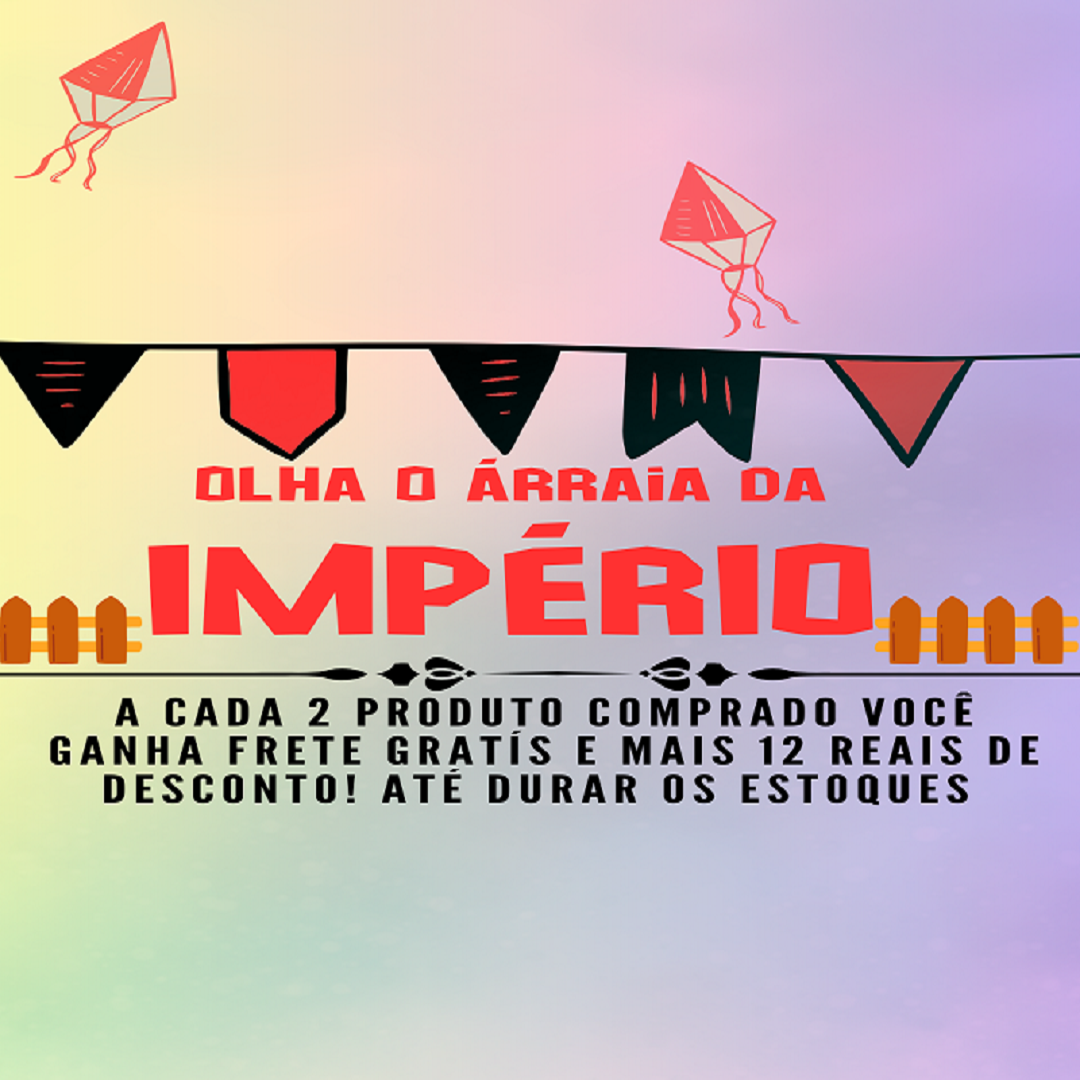 OLHA O ÁRRAiA DA
IMPÉRIO
A CADA 2 PRODUTO COMPRADO VOCÊ
GANHA FRETE GRATÍS E MAIS 12 REAIS DE
DESCONTO! ATÉ DURAR OS ESTOQUES